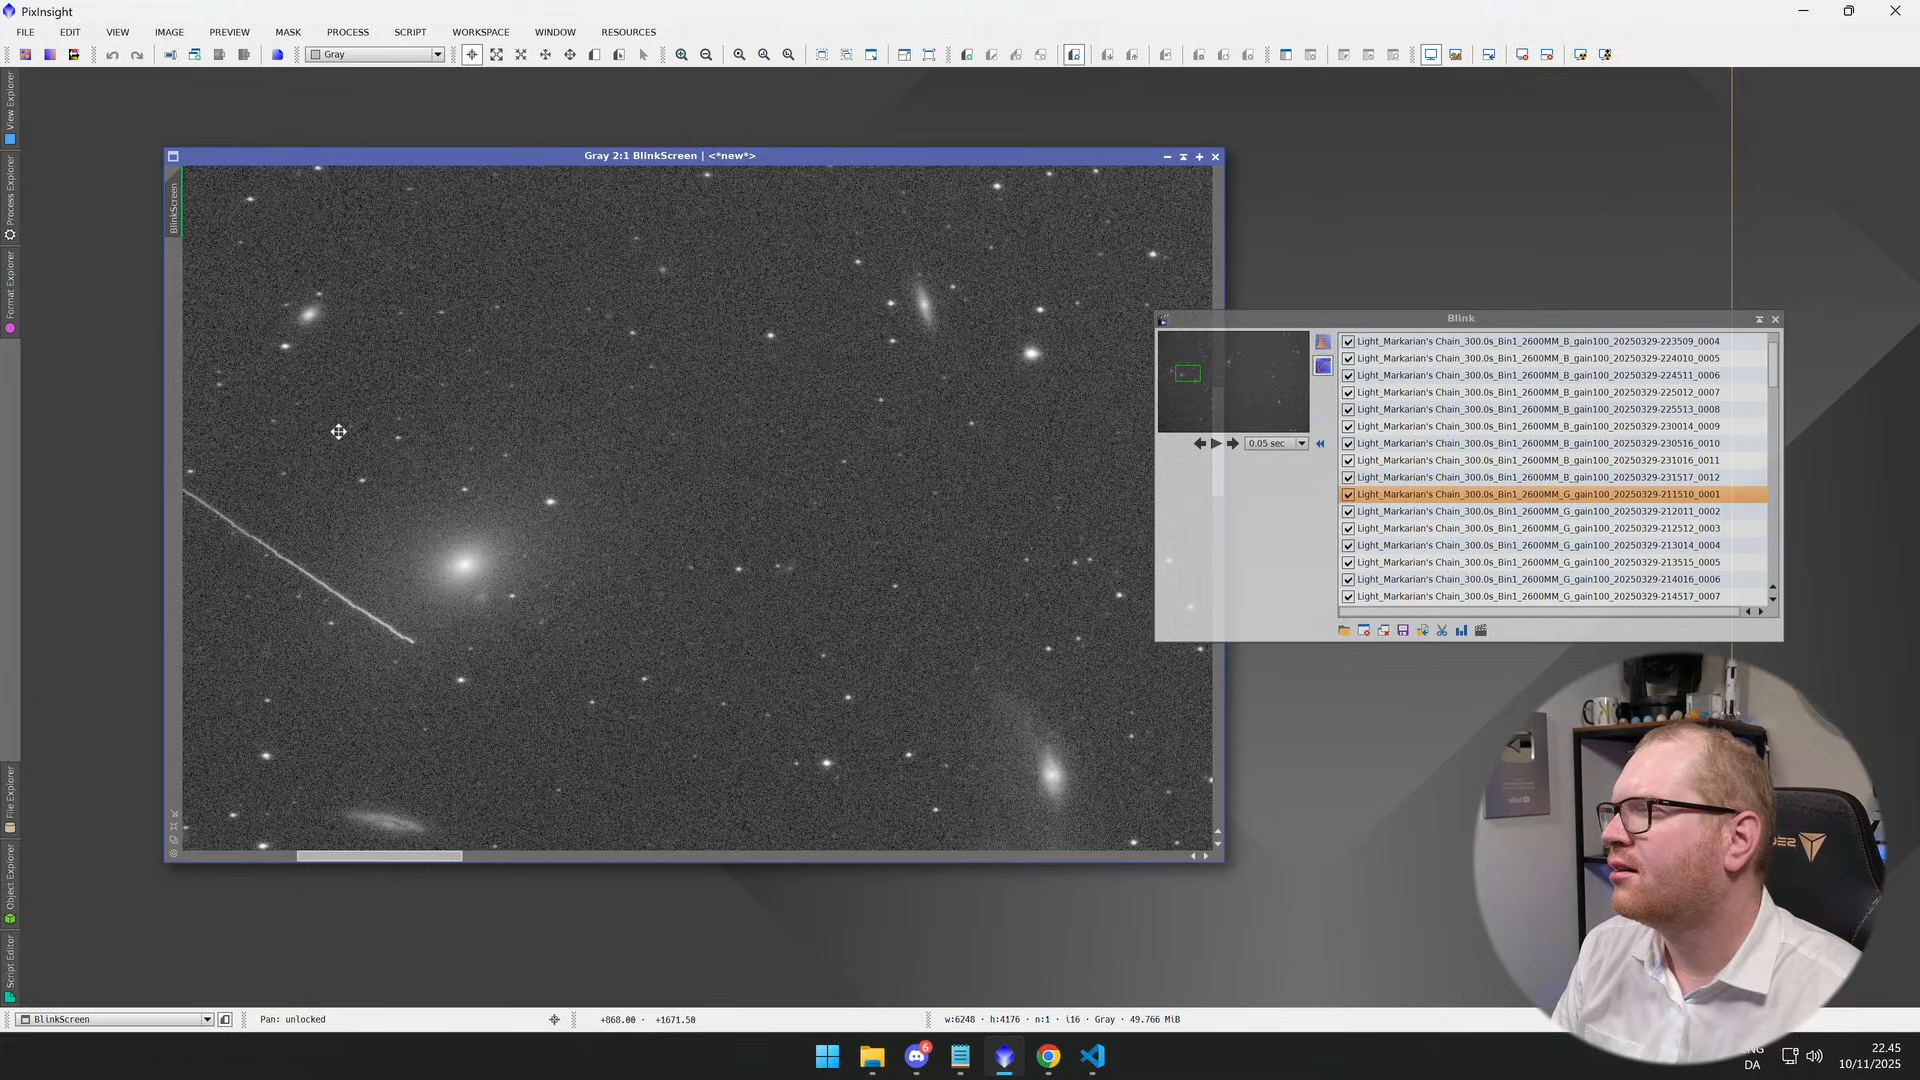 PixInsight
FILE EDIT VIEW IMAGE PREVIEW MASK PROCESS SCRIPT WORKSPACE WINDOW RESOURCES
Gray
View Explorer
Process Explorer
Format Explorer
File Explorer
Object Explorer
Script Editor
Gray 2:1 BlinkScreen | <*new*>
BlinkScreen
Blink
0.05 sec
Light_Markarian's Chain_300.0s_Bin1_2600MM_B_gain100_20250329-223509_0004
Light_Markarian's Chain_300.0s_Bin1_2600MM_B_gain100_20250329-224010_0005
Light_Markarian's Chain_300.0s_Bin1_2600MM_B_gain100_20250329-224511_0006
Light_Markarian's Chain_300.0s_Bin1_2600MM_B_gain100_20250329-225012_0007
Light_Markarian's Chain_300.0s_Bin1_2600MM_B_gain100_20250329-225513_0008
Light_Markarian's Chain_300.0s_Bin1_2600MM_B_gain100_20250329-230014_0009
Light_Markarian's Chain_300.0s_Bin1_2600MM_B_gain100_20250329-230516_0010
Light_Markarian's Chain_300.0s_Bin1_2600MM_B_gain100_20250329-231016_0011
Light_Markarian's Chain_300.0s_Bin1_2600MM_B_gain100_20250329-231517_0012
Light_Markarian's Chain_300.0s_Bin1_2600MM_G_gain100_20250329-211510_0001
Light_Markarian's Chain_300.0s_Bin1_2600MM_G_gain100_20250329-212011_0002
Light_Markarian's Chain_300.0s_Bin1_2600MM_G_gain100_20250329-212512_0003
Light_Markarian's Chain_300.0s_Bin1_2600MM_G_gain100_20250329-213014_0004
Light_Markarian's Chain_300.0s_Bin1_2600MM_G_gain100_20250329-213515_0005
Light_Markarian's Chain_300.0s_Bin1_2600MM_G_gain100_20250329-214016_0006
Light_Markarian's Chain_300.0s_Bin1_2600MM_G_gain100_20250329-214517_0007
BlinkScreen
Pan: unlocked
+868.00 · +1671.50
w:6248 · h:4176 · n:1 · i16 · Gray · 49.766 MiB
6
DA
22.45
10/11/2025